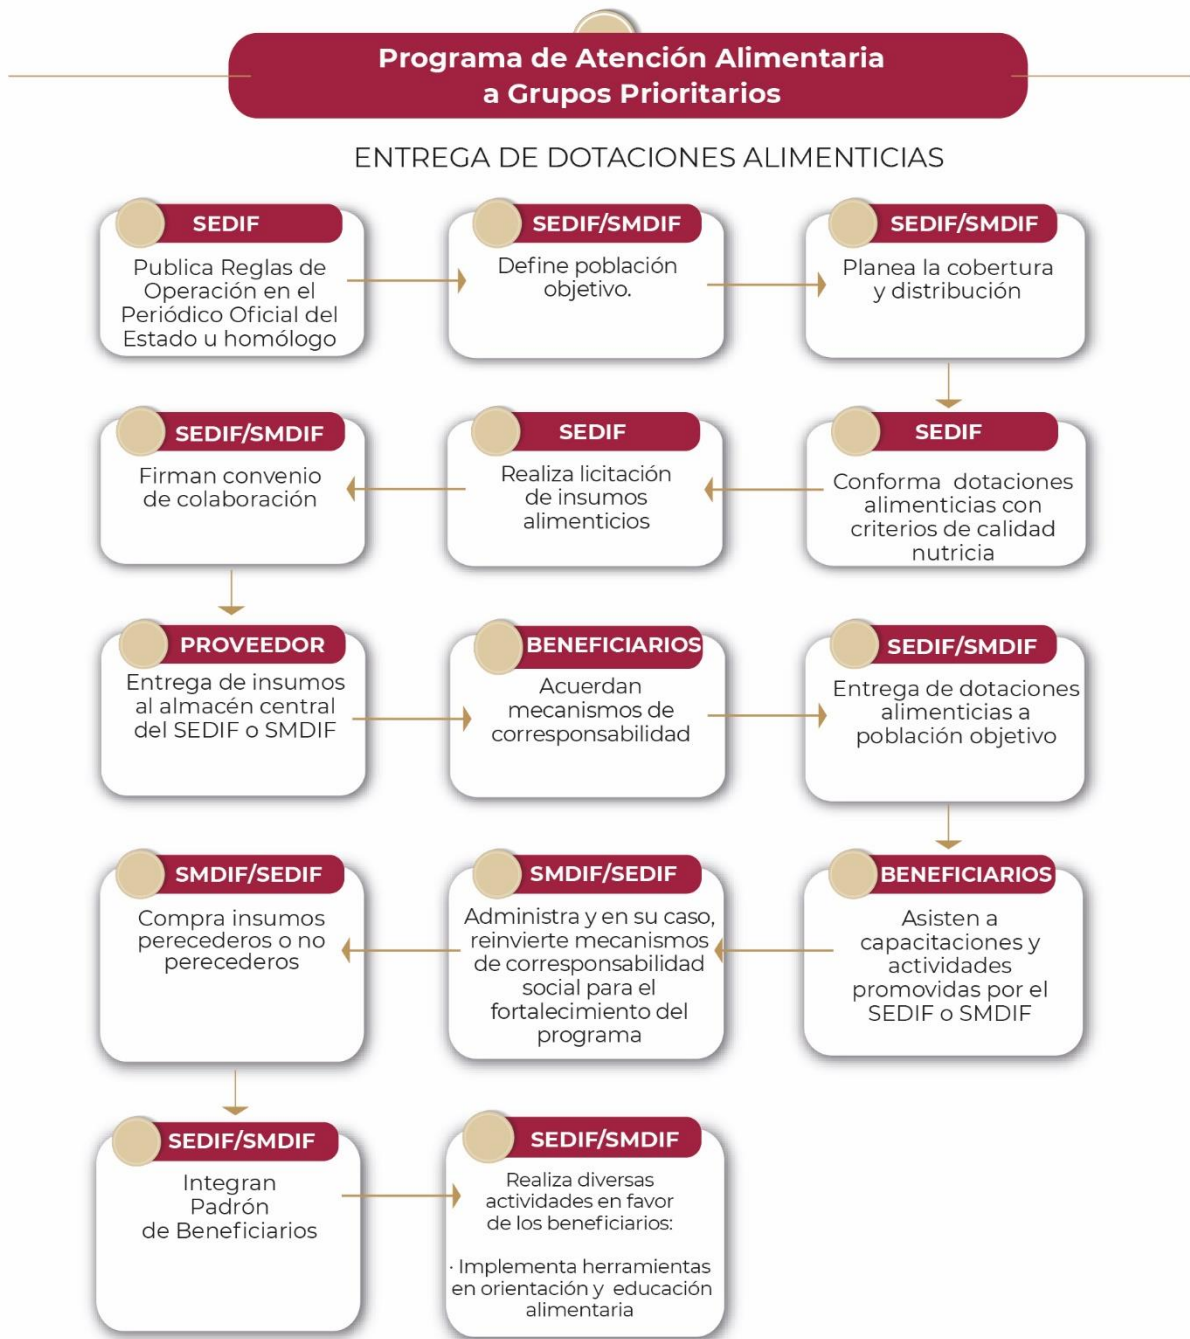 Programa de Atención Alimentaria
a Grupos Prioritarios
ENTREGA DE DOTACIONES ALIMENTICIAS
SEDIF
Publica Reglas de
Operación en el
Periódico Oficial del
Estado u homólogo
SEDIF/SMDIF
Define población
objetivo.
SEDIF/SMDIF
Planea la cobertura
y distribución
SEDIF
Conforma dotaciones
alimenticias con
criterios de calidad
nutricia
SEDIF
Realiza licitación
de insumos
alimenticios
SEDIF/SMDIF
Firman convenio
de colaboración
PROVEEDOR
Entrega de insumos
al almacén central
del SEDIF o SMDIF
BENEFICIARIOS
Acuerdan
mecanismos de
corresponsabilidad
SEDIF/SMDIF
Entrega de dotaciones
alimenticias a
población objetivo
BENEFICIARIOS
Asisten a
capacitaciones y
actividades
promovidas por el
SEDIF o SMDIF
SMDIF/SEDIF
Administra y en su caso,
reinvierte mecanismos
de corresponsabilidad
social para el
fortalecimiento del
programa
SMDIF/SEDIF
Compra insumos
perecederos o no
perecederos
SEDIF/SMDIF
Integran
Padrón
de Beneficiarios
SEDIF/SMDIF
Realiza diversas
actividades en favor
de los beneficiarios:
· Implementa herramientas
en orientación y educación
alimentaria